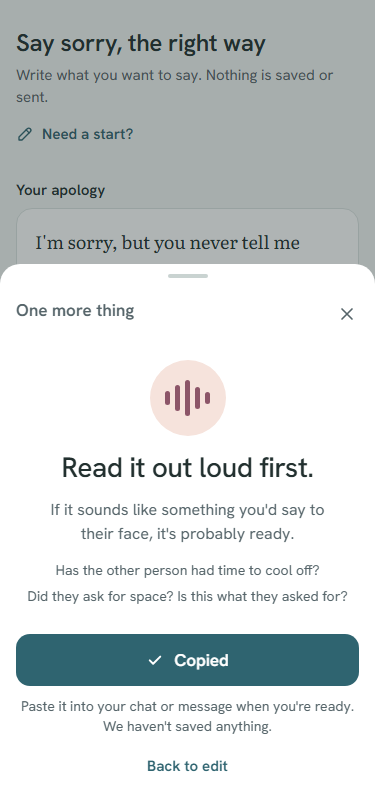 Say sorry, the right way
Write what you want to say. Nothing is saved or
sent.
Need a start?
Your apology
I'm sorry, but you never tell me
One more thing
Read it out loud first.
If it sounds like something you'd say to
their face, it's probably ready.
Has the other person had time to cool off?
Did they ask for space? Is this what they asked for?
Copied
Paste it into your chat or message when you're ready.
We haven't saved anything.
Back to edit